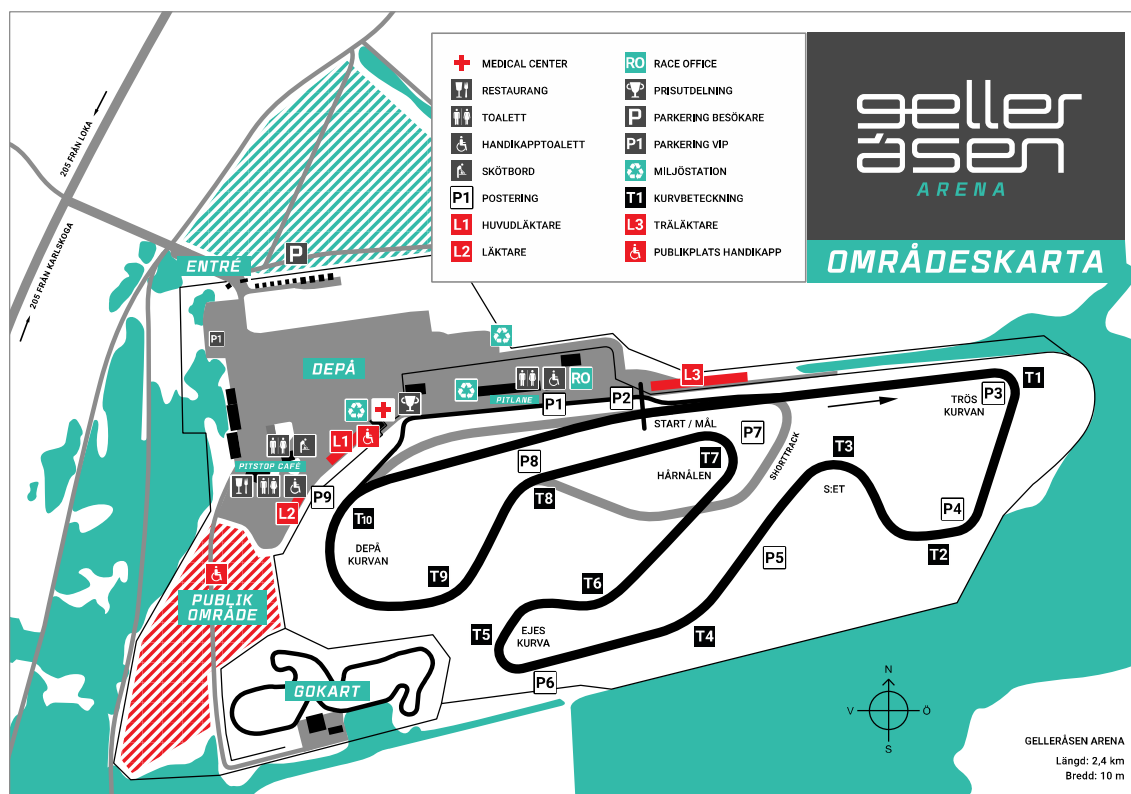 MEDICAL CENTER
RESTAURANG
TOALETT
HANDIKAPPTOALETT
SKÖTBORD
P1 POSTERING
L1 HUVUDLÄKTARE
L2 LÄKTARE
RO RACE OFFICE
PRISUTDELNING
P PARKERING BESÖKARE
P1 PARKERING VIP
MILJÖSTATION
T1 KURVBETECKNING
L3 TRÄLÄKTARE
PUBLIKPLATS HANDIKAPP
geller
åsen
ARENA
OMRÅDESKARTA
205 FRÅN LOKA
205 FRÅN KARLSKOGA
ENTRÉ
P
P1
DEPÅ
RO
PITLANE
L3
P1
P2
START / MÅL
T1
P3
TRÖS
KURVAN
L1
PITSTOP CAFÉ
P7
SHORTTRACK
T3
S:ET
P8
T7
HÅRNÅLEN
T8
P9
L2
T10
DEPÅ
KURVAN
P4
T2
P5
T9
T6
PUBLIK
OMRÅDE
T5
EJES
KURVA
T4
P6
GOKART
N
V
Ö
S
GELLERÅSEN ARENA
Längd: 2,4 km
Bredd: 10 m